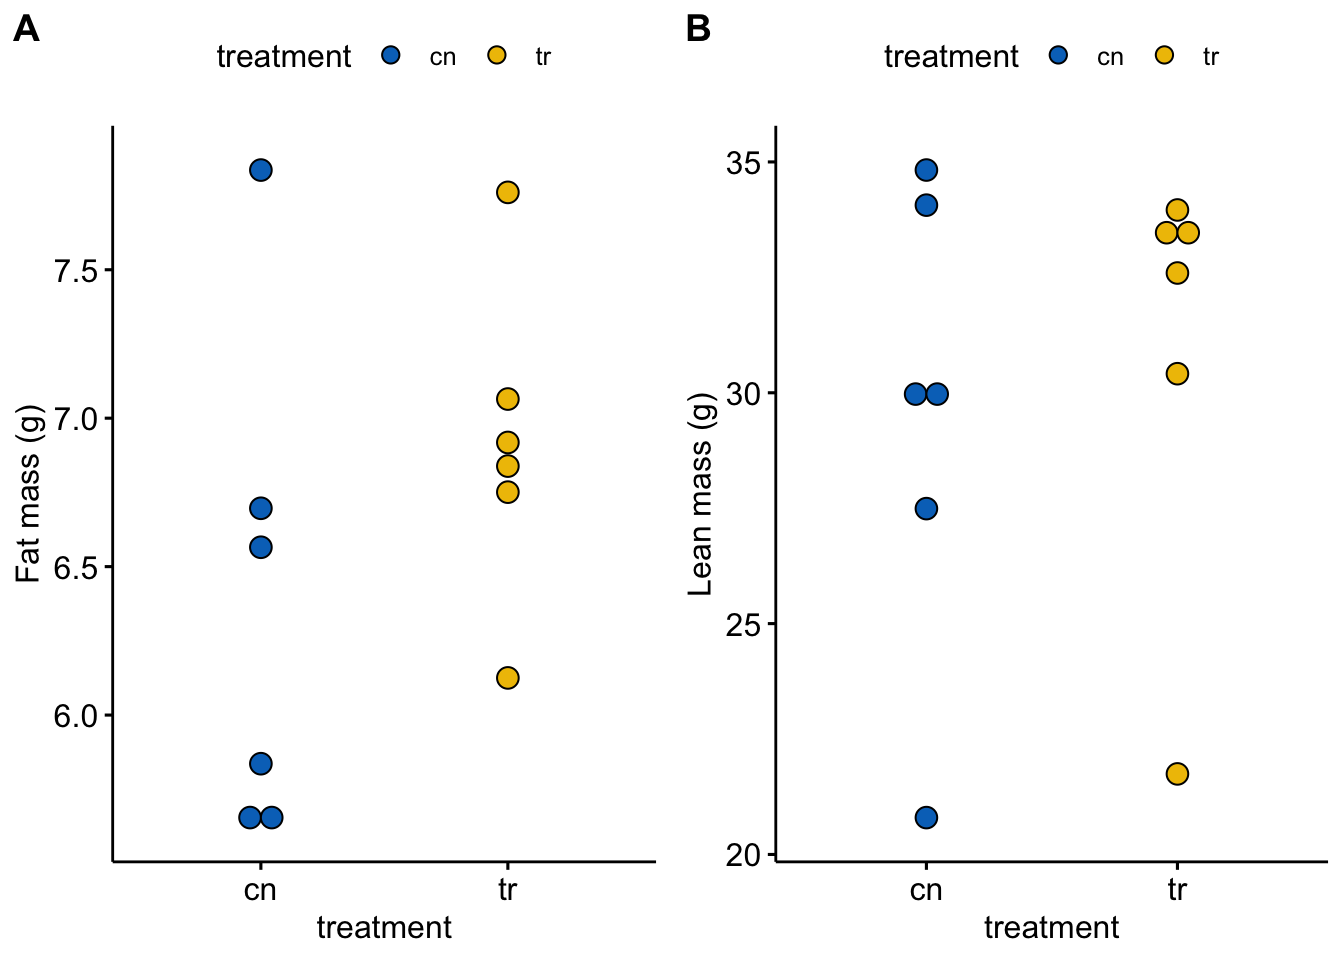 A
treatment cn tr
7.5
7.0
6.5
6.0
Fat mass (g)
cn tr
treatment
B
treatment cn tr
35
30
25
20
Lean mass (g)
cn tr
treatment